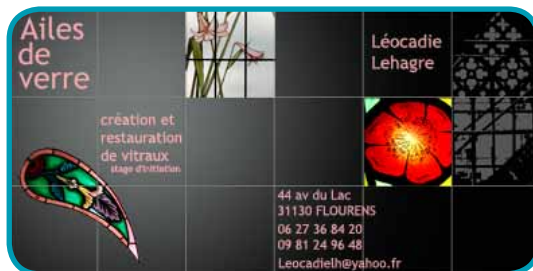 Ailes
de
verre
Léocadie
Lehagre
création et
restauration
de vitraux
stage d'initiation
44 av du Lac
31130 FLOURENS
06 27 36 84 20
09 81 24 96 48
Leocadielh@yahoo.fr